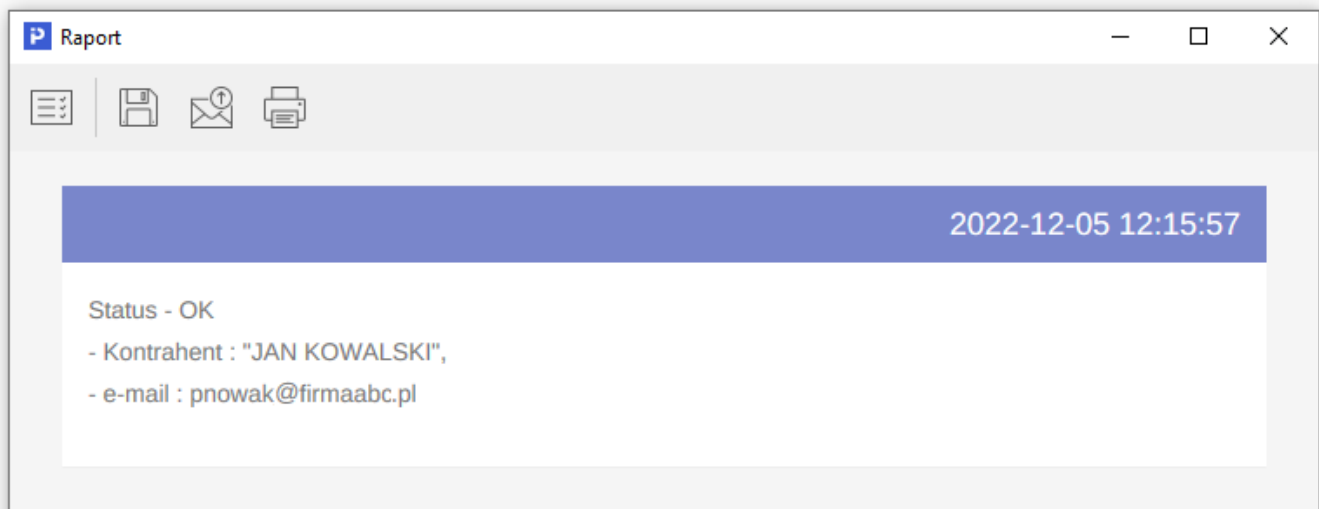 Raport
2022-12-05 12:15:57
Status - OK
- Kontrahent : "JAN KOWALSKI",
- e-mail : pnowak@firmaabc.pl